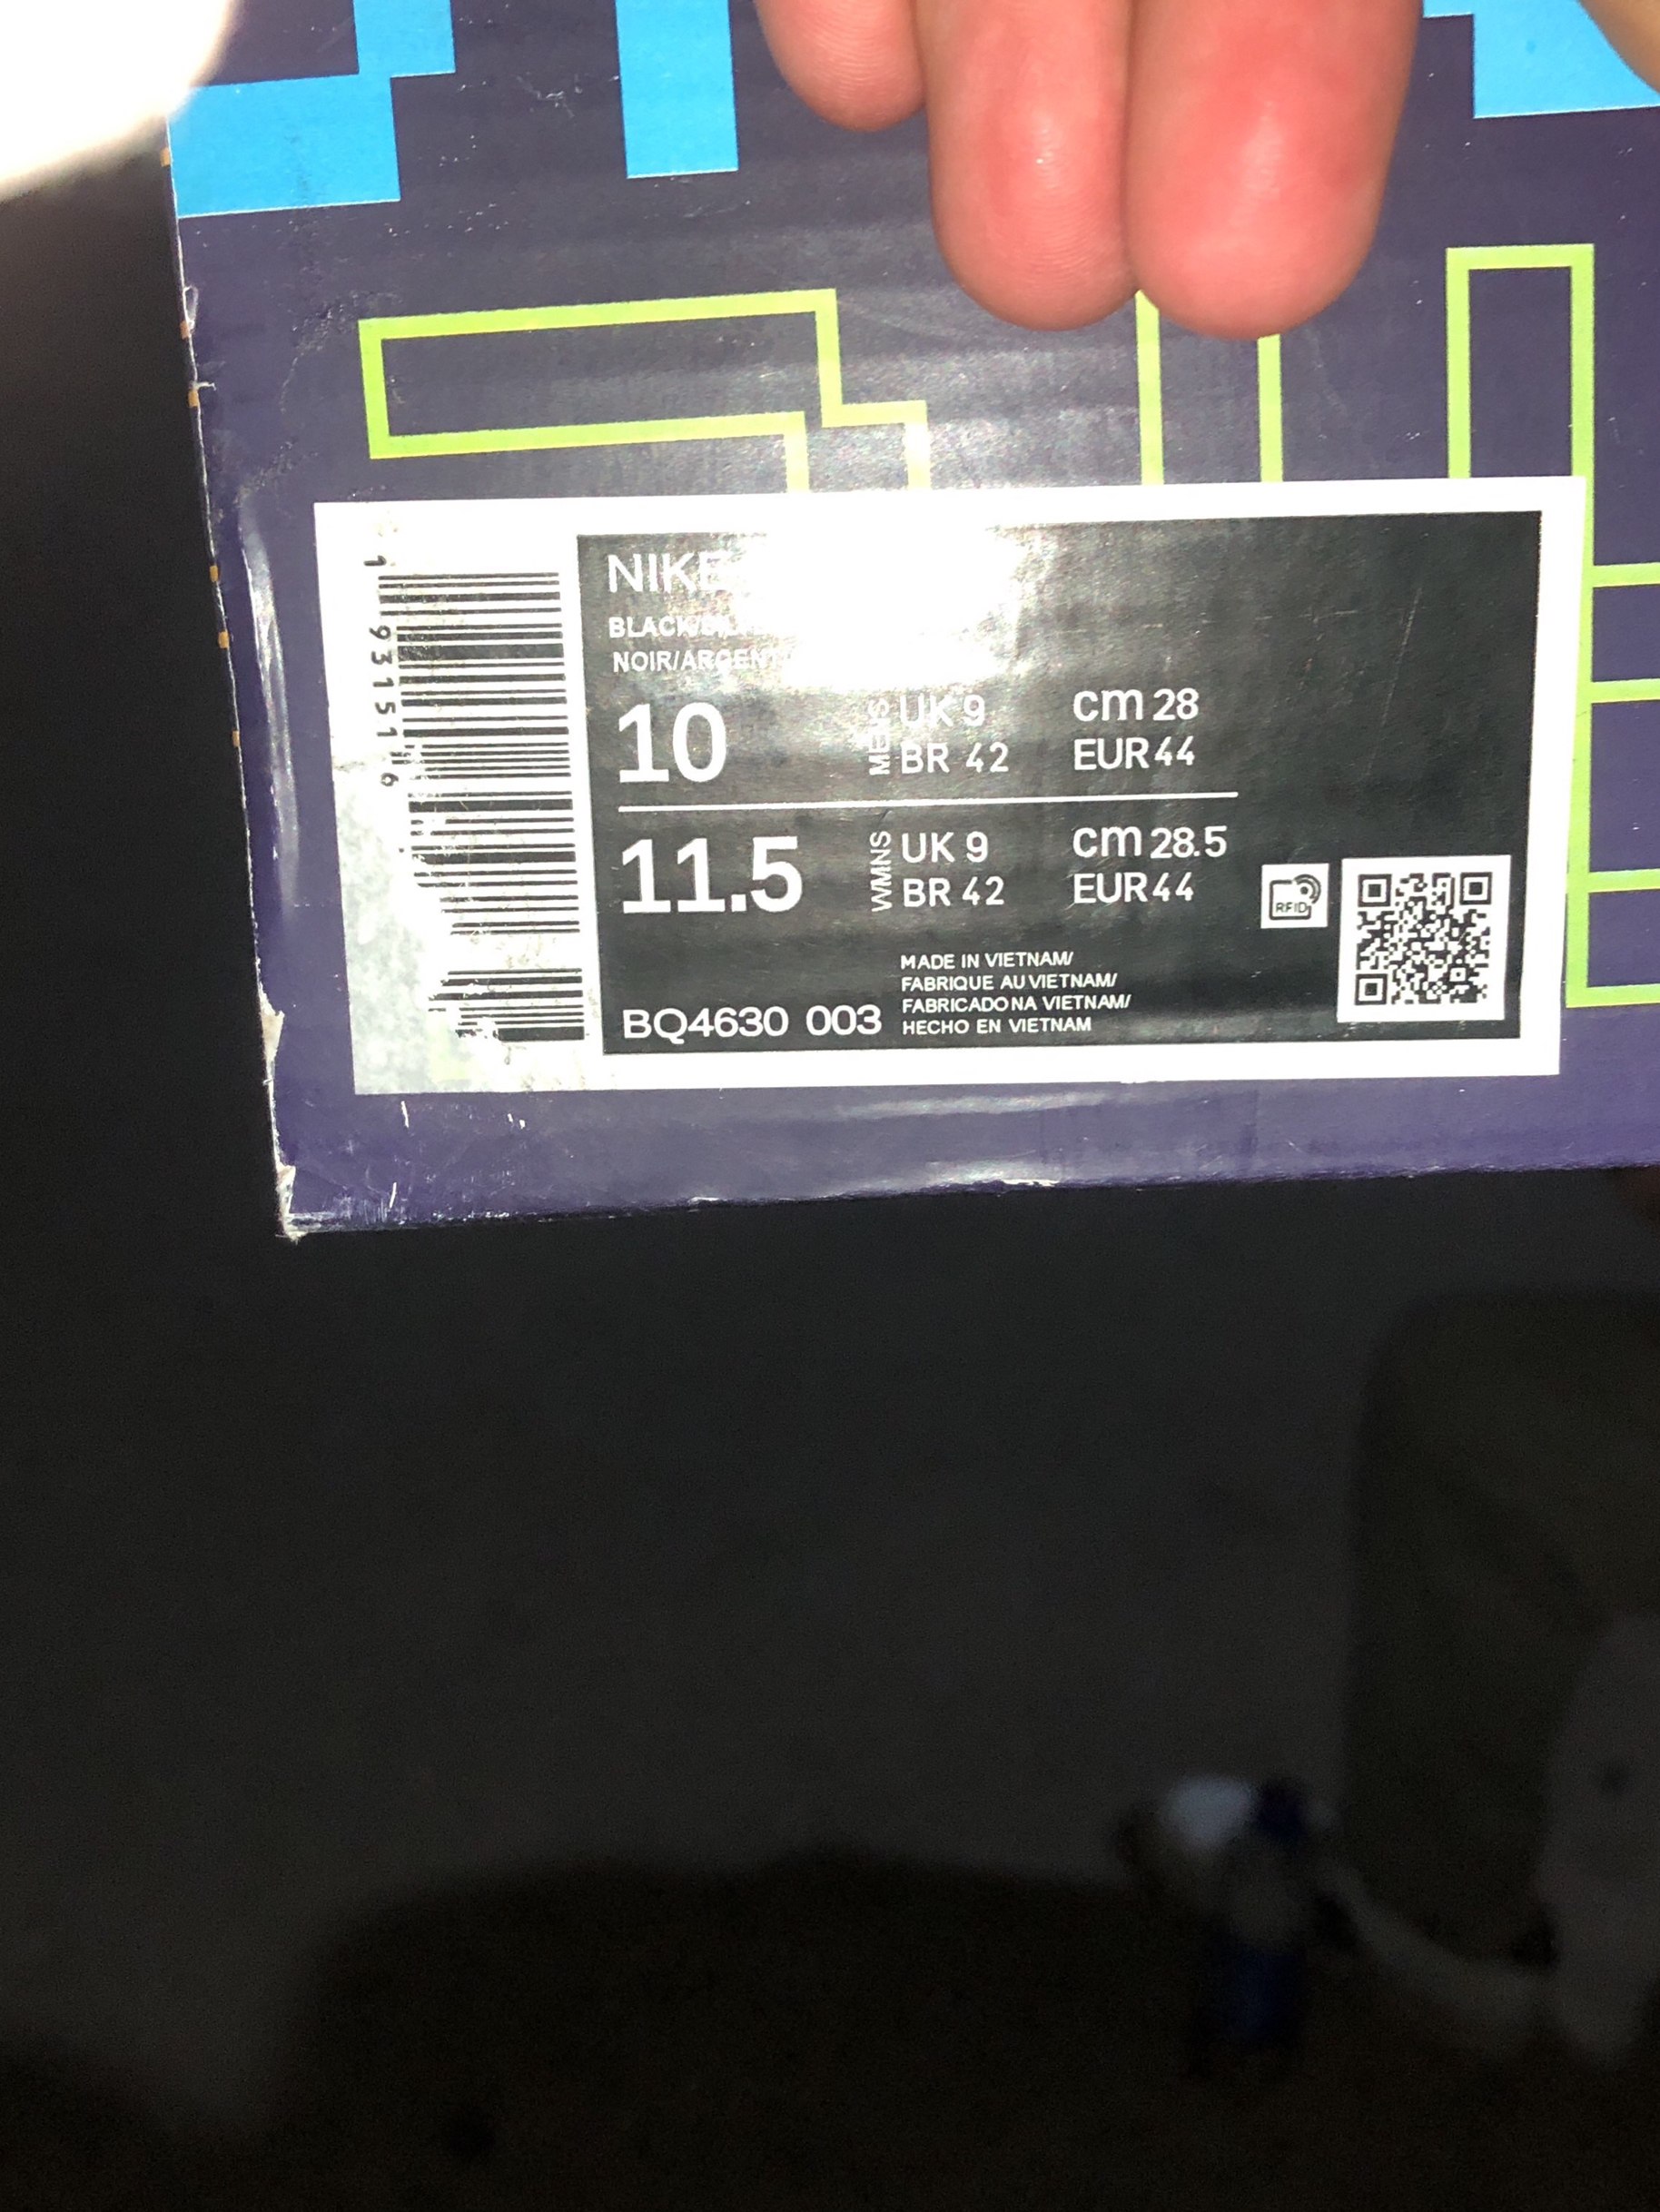 NIKE
NOIR/ARGENT
10
MENS
UK 9
cm 28
BR 42
EUR 44
11.5
WMNS
UK 9
cm 28.5
BR 42
EUR 44
RFID
MADE IN VIETNAM/
FABRIQUE AU VIETNAM/
FABRICADO NA VIETNAM/
HECHO EN VIETNAM
BQ4630 003